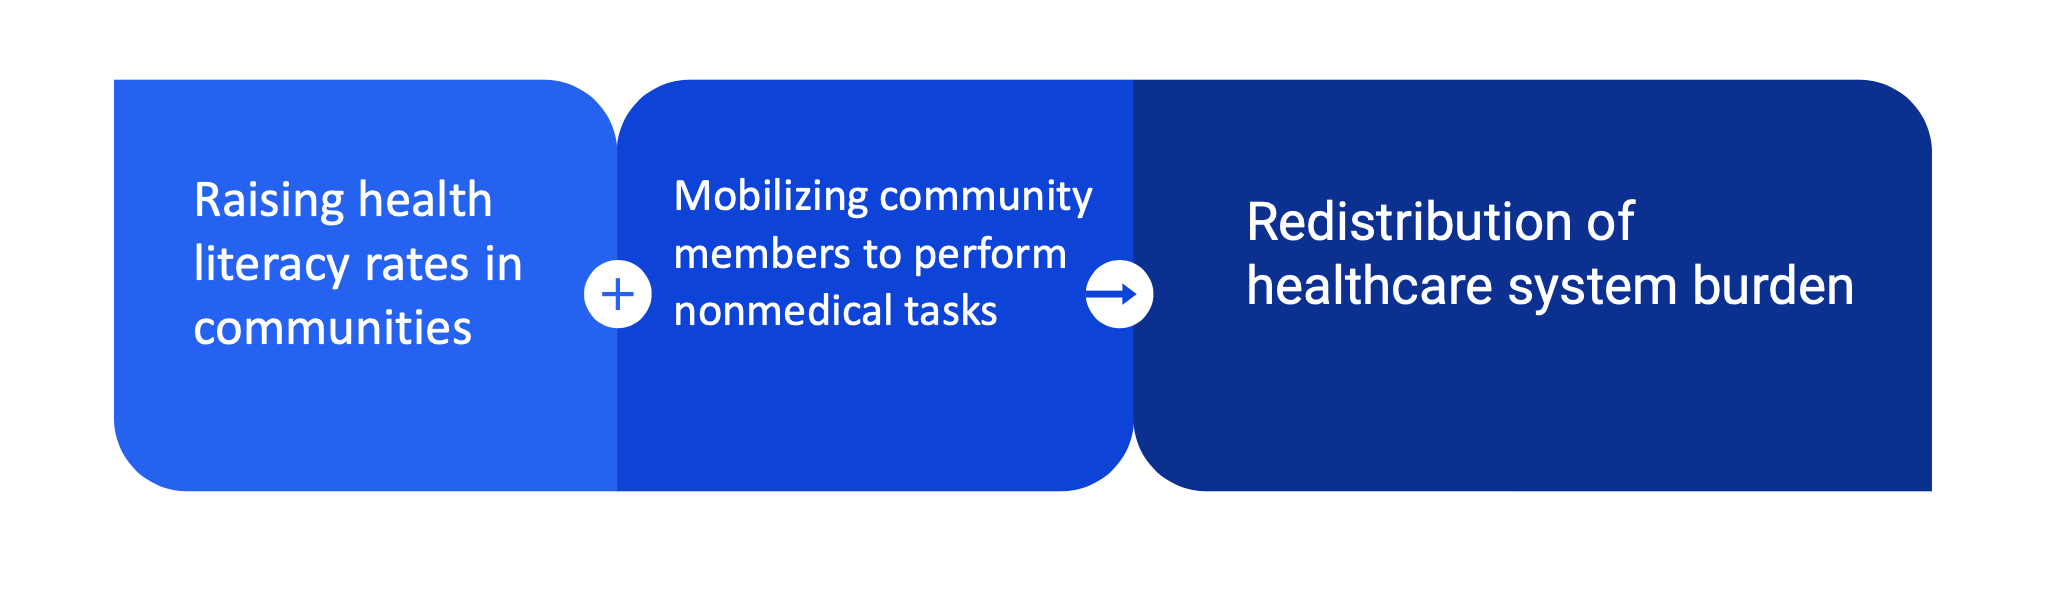 Raising health
literacy rates in
communities
+
Mobilizing community
members to perform
nonmedical tasks
Redistribution of
healthcare system burden